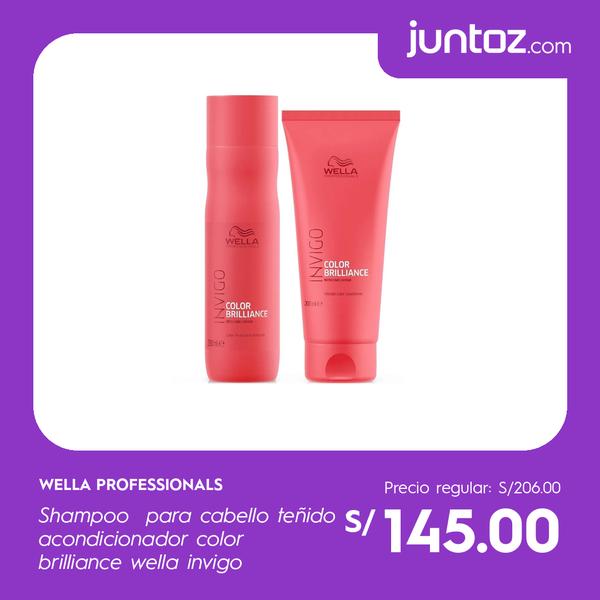 juntoz.com
WELLA
INVIGO
COLOR
BRILLIANCE
WELLA
INVIGO
COLOR
BRILLIANCE
WELLA PROFESSIONALS
Shampoo para cabello teñido
acondicionador color
brilliance wella invigo
Precio regular: S/206.00
S/145.00